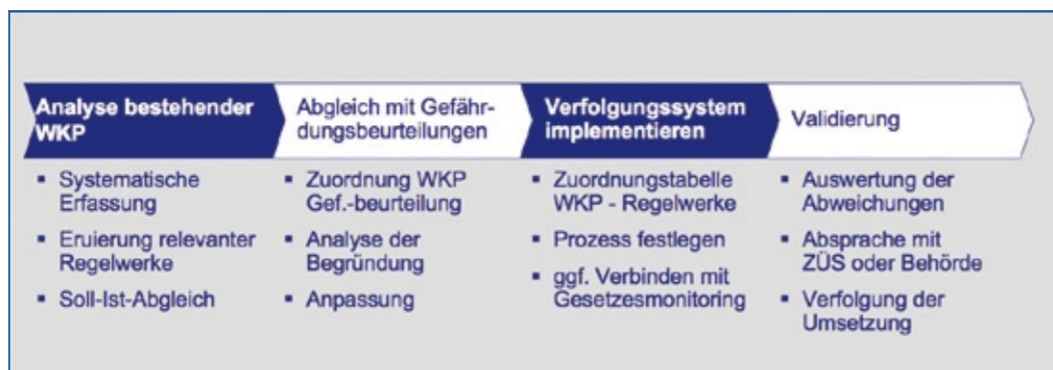 Analyse bestehender
WKP
Abgleich mit Gefähr-
dungsbeurteilungen
Verfolgungssystem
implementieren
Validierung
▪ Systematische
Erfassung
▪ Eruierung relevanter
Regelwerke
▪ Soll-Ist-Abgleich
▪ Zuordnung WKP
Gef.-beurteilung
▪ Analyse der
Begründung
▪ Anpassung
▪ Zuordnungstabelle
WKP - Regelwerke
▪ Prozess festlegen
▪ ggf. Verbinden mit
Gesetzesmonitoring
▪ Auswertung der
Abweichungen
▪ Absprache mit
ZÜS oder Behörde
▪ Verfolgung der
Umsetzung